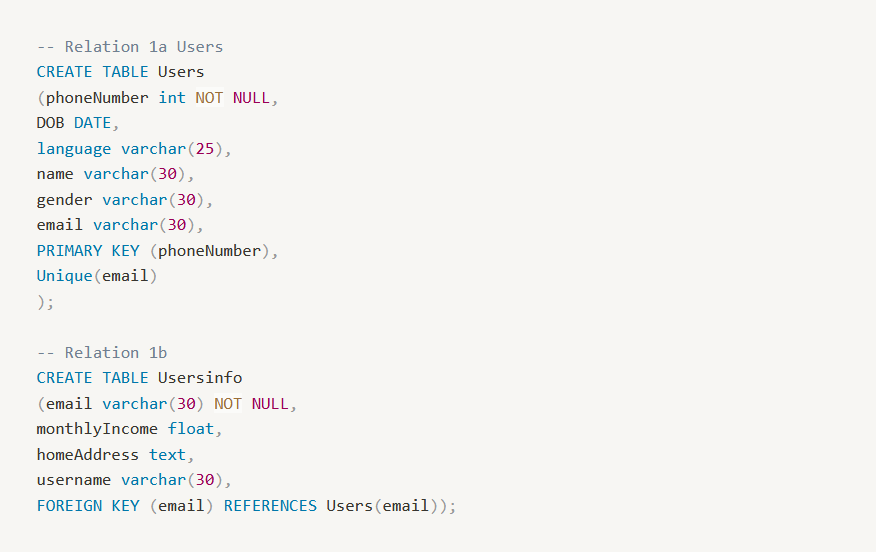 -- Relation 1a Users
CREATE TABLE Users
(phoneNumber int NOT NULL,
DOB DATE,
language varchar(25),
name varchar(30),
gender varchar(30),
email varchar(30),
PRIMARY KEY (phoneNumber),
Unique(email)
);
-- Relation 1b
CREATE TABLE Usersinfo
(email varchar(30) NOT NULL,
monthlyIncome float,
homeAddress text,
username varchar(30),
FOREIGN KEY (email) REFERENCES Users(email));